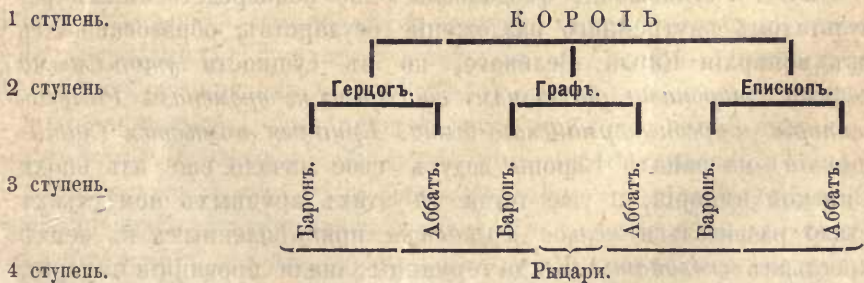 1 ступень. КОРОЛЬ
2 ступень Герцогъ. Графъ. Епископъ.
3 ступень. Баронъ. Аббатъ. Баронъ. Аббатъ. Баронъ. Аббатъ.
4 ступень. Рыцари.